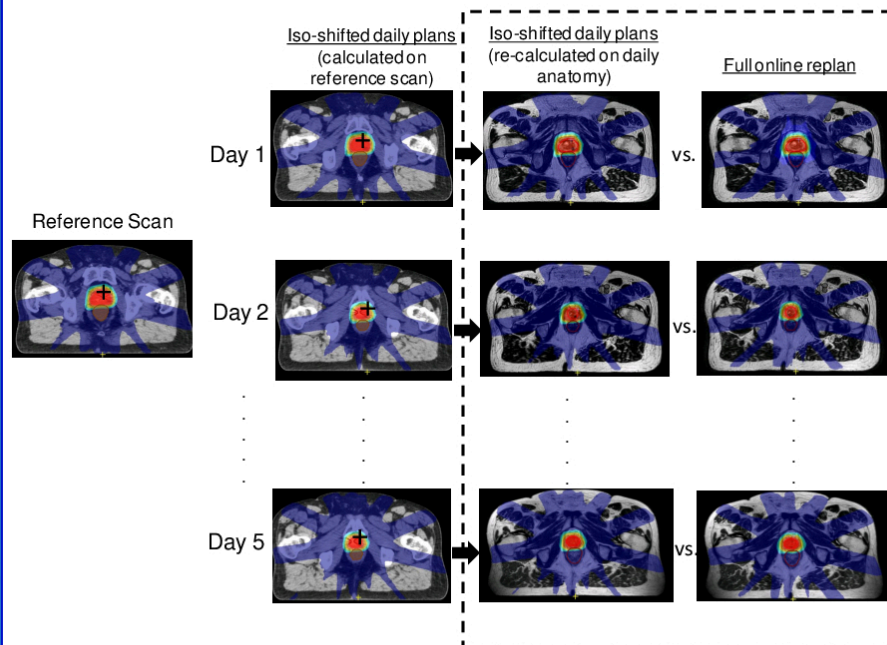 Iso-shifted daily plans
(calculated on
reference scan)
Iso-shifted daily plans
(re-calculated on daily
anatomy)
Full online replan
Day 1
vs.
Reference Scan
Day 2
vs.
Day 5
vs.